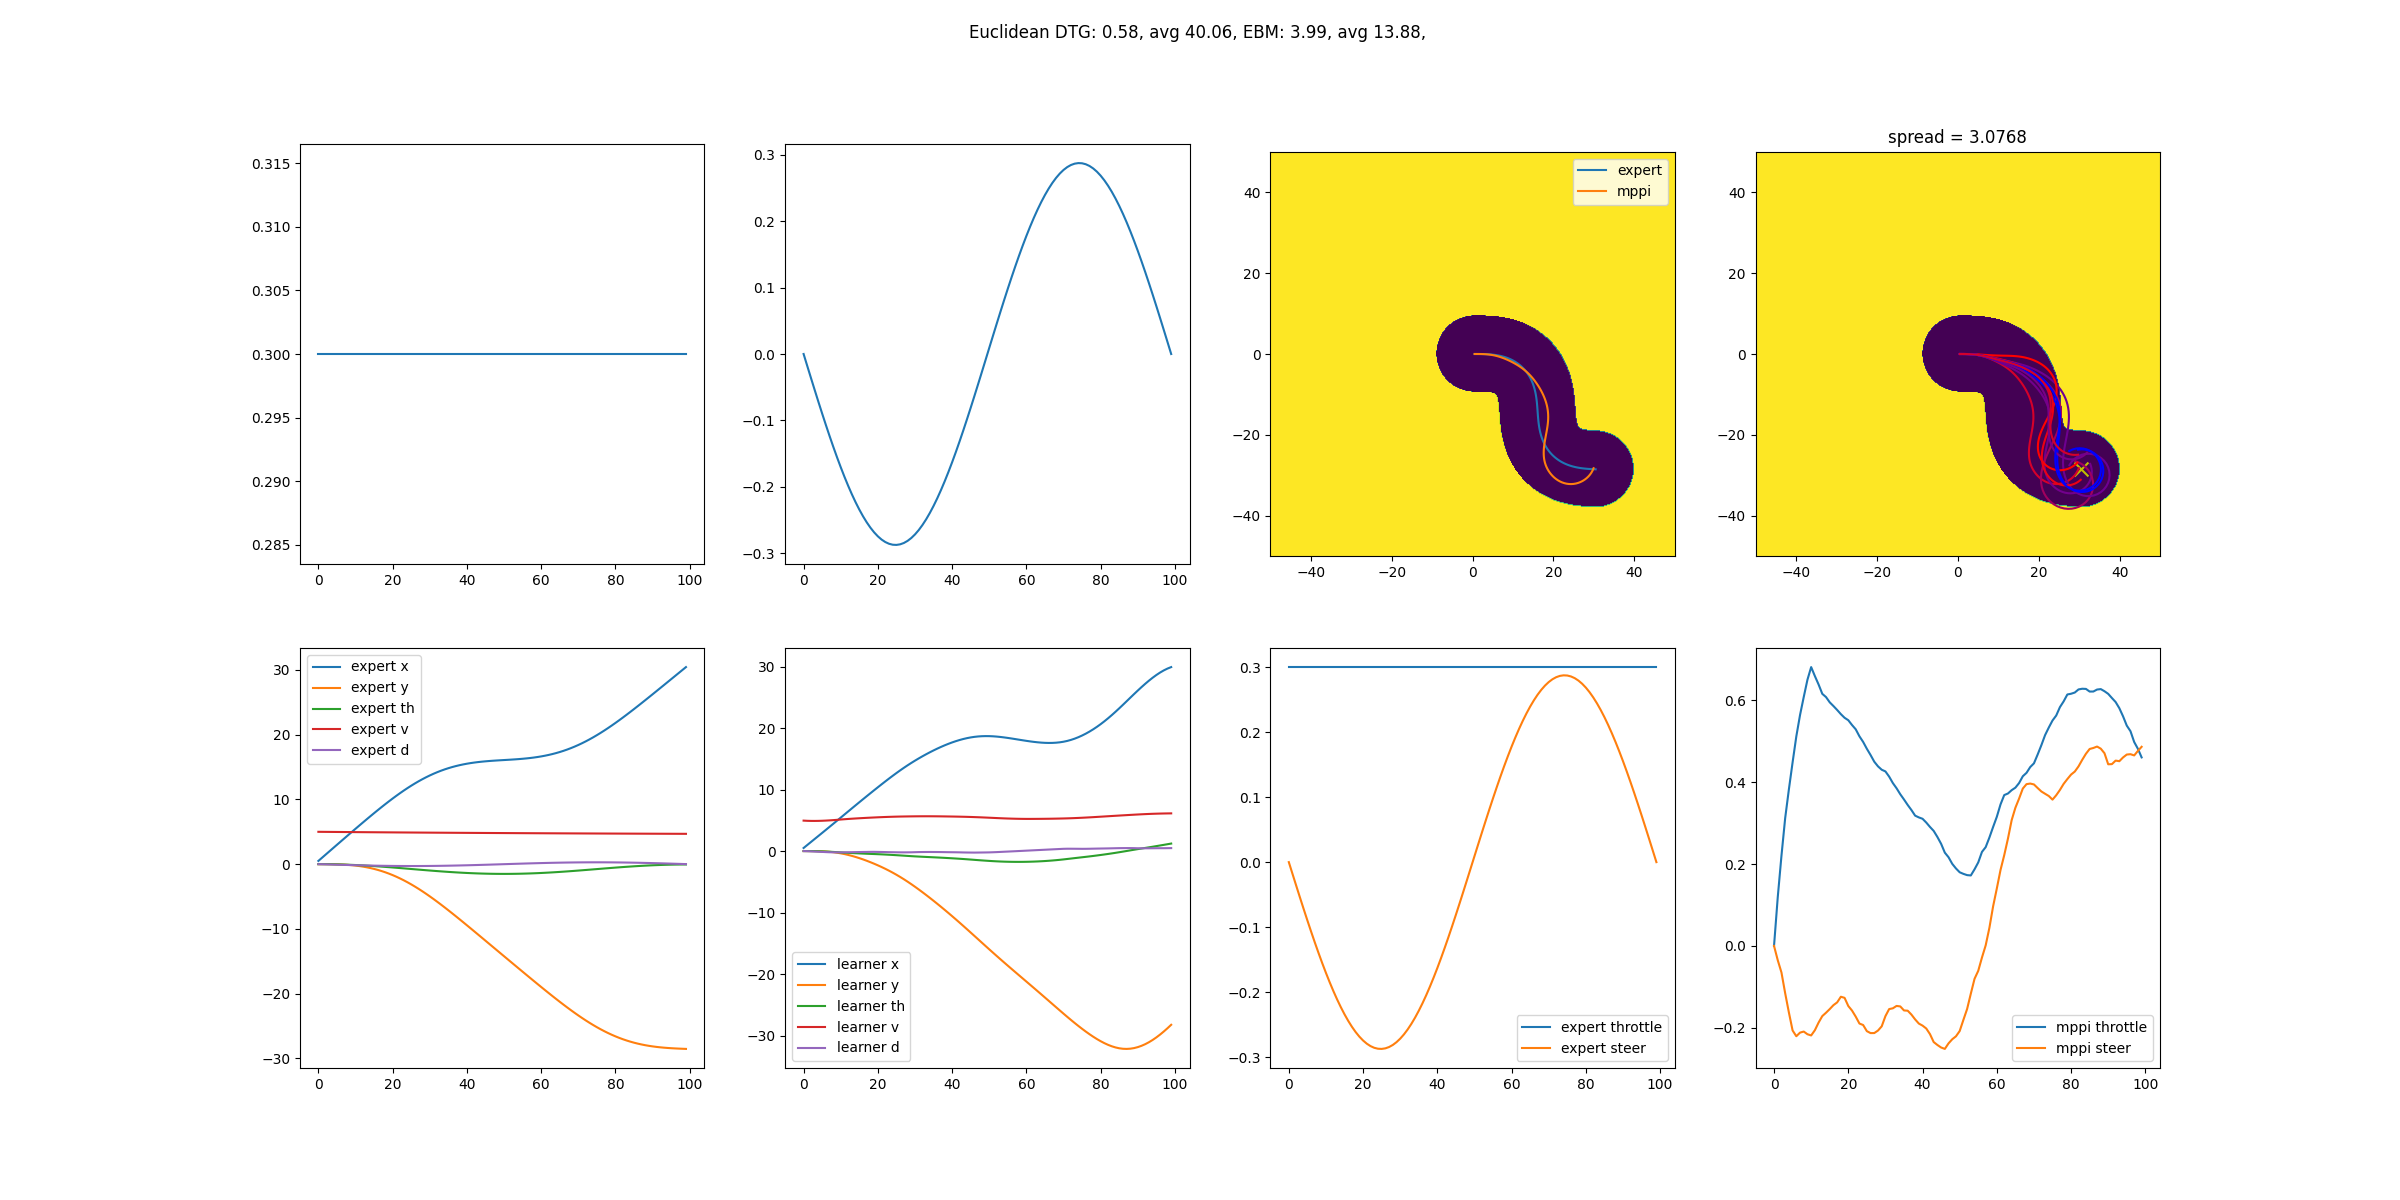 Euclidean DTG: 0.58, avg 40.06, EBM: 3.99, avg 13.88,
0.315
0.310
0.305
0.300
0.295
0.290
0.285
0 20 40 60 80 100
0.3
0.2
0.1
0.0
−0.1
−0.2
−0.3
0 20 40 60 80 100
expert
mppi
40
20
0
−20
−40
−40 −20 0 20 40
spread = 3.0768
40
20
0
−20
−40
−40 −20 0 20 40
expert x
expert y
expert th
expert v
expert d
30
20
10
0
−10
−20
−30
0 20 40 60 80 100
30
20
10
0
−10
−20
−30
learner x
learner y
learner th
learner v
learner d
0 20 40 60 80 100
0.3
0.2
0.1
0.0
−0.1
−0.2
−0.3
expert throttle
expert steer
0 20 40 60 80 100
0.6
0.4
0.2
0.0
−0.2
mppi throttle
mppi steer
0 20 40 60 80 100